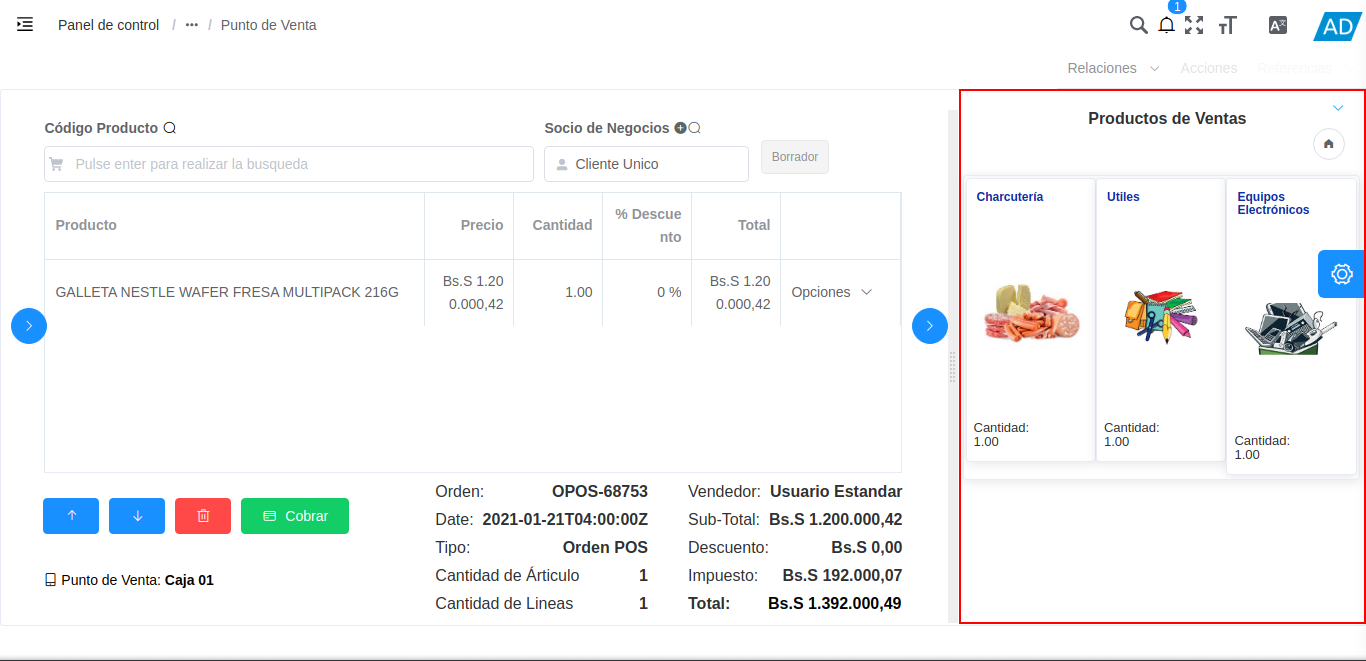 Panel de control / ••• / Punto de Venta
1
AD
Relaciones
Acciones
Referencias
Código Producto
Socio de Negocios
Pulse enter para realizar la busqueda
Cliente Unico
Borrador
Producto
Precio
Cantidad
% Descue
nto
Total
GALLETA NESTLE WAFER FRESA MULTIPACK 216G
Bs.S 1.20
0.000,42
1.00
0 %
Bs.S 1.20
0.000,42
Opciones
Cobrar
Punto de Venta: Caja 01
Orden: OPOS-68753
Date: 2021-01-21T04:00:00Z
Tipo: Orden POS
Cantidad de Árticulo 1
Cantidad de Lineas 1
Vendedor: Usuario Estandar
Sub-Total: Bs.S 1.200.000,42
Descuento: Bs.S 0,00
Impuesto: Bs.S 192.000,07
Total: Bs.S 1.392.000,49
Productos de Ventas
Charcutería
Cantidad:
1.00
Utiles
Cantidad:
1.00
Equipos
Electrónicos
Cantidad:
1.00